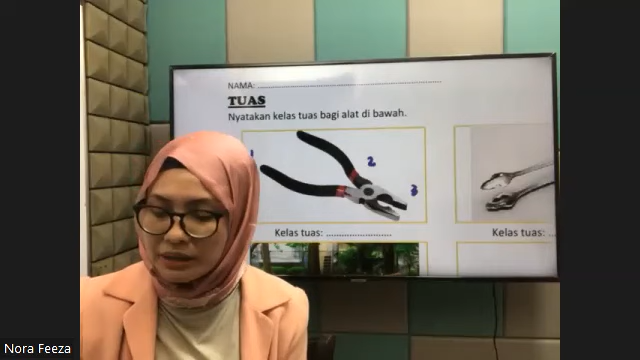 NAMA: ................................................
TUAS
Nyatakan kelas tuas bagi alat di bawah.
1
2
3
Kelas tuas: ..........................
Kelas tuas: ..
Nora Feeza